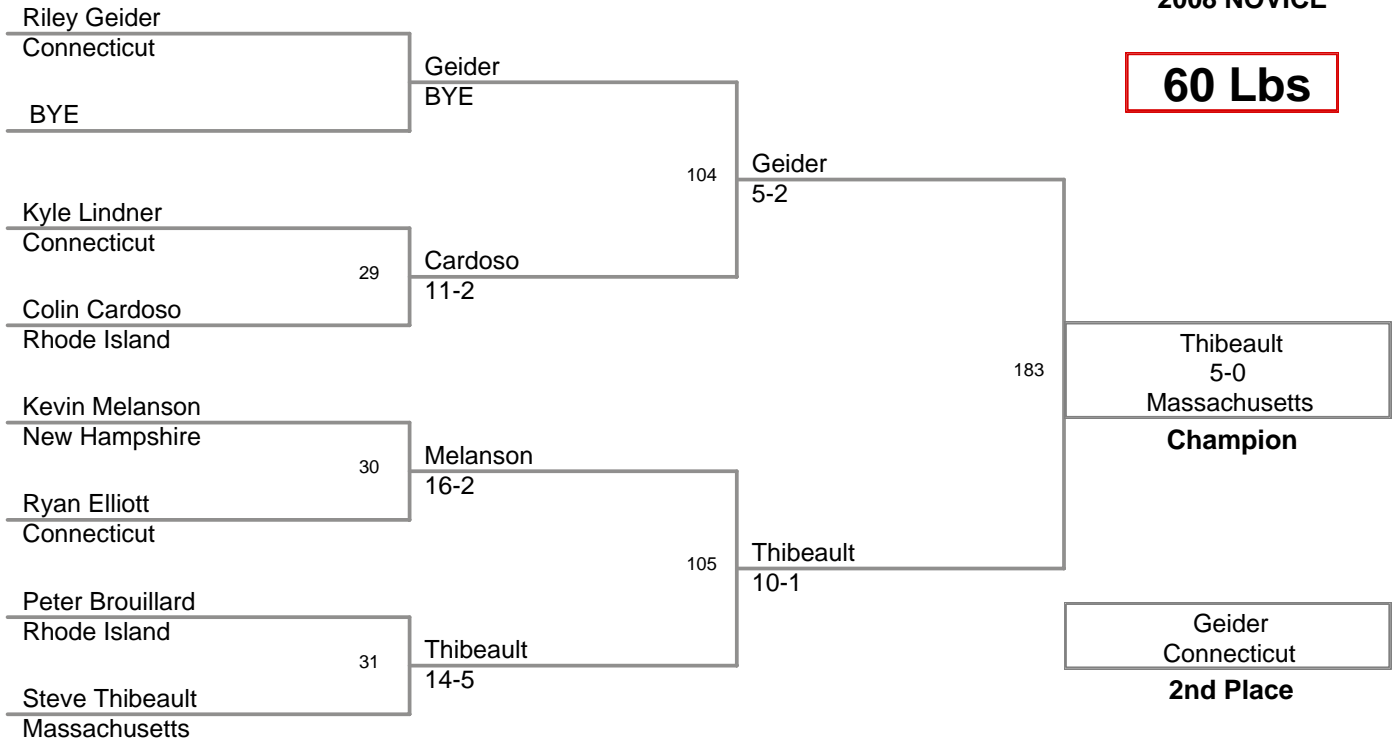 2008 NOVICE
60 Lbs
Riley Geider
Connecticut
BYE
Kyle Lindner
Connecticut
29
Colin Cardoso
Rhode Island
Kevin Melanson
New Hampshire
30
Ryan Elliott
Connecticut
Peter Brouillard
Rhode Island
31
Steve Thibeault
Massachusetts
Geider
BYE
104
Cardoso
11-2
Melanson
16-2
105
Thibeault
14-5
Geider
5-2
183
Thibeault
10-1
Thibeault
5-0
Massachusetts
Champion
Geider
Connecticut
2nd Place